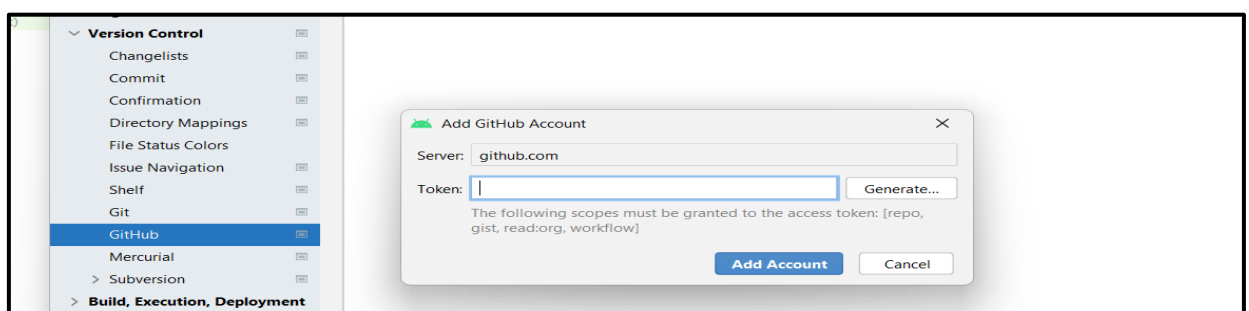 Version Control
Changelists
Commit
Confirmation
Directory Mappings
File Status Colors
Issue Navigation
Shelf
Git
GitHub
Mercurial
Subversion
Build, Execution, Deployment
Add GitHub Account
Server: github.com
Token:
Generate...
The following scopes must be granted to the access token: [repo,
gist, read:org, workflow]
Add Account
Cancel